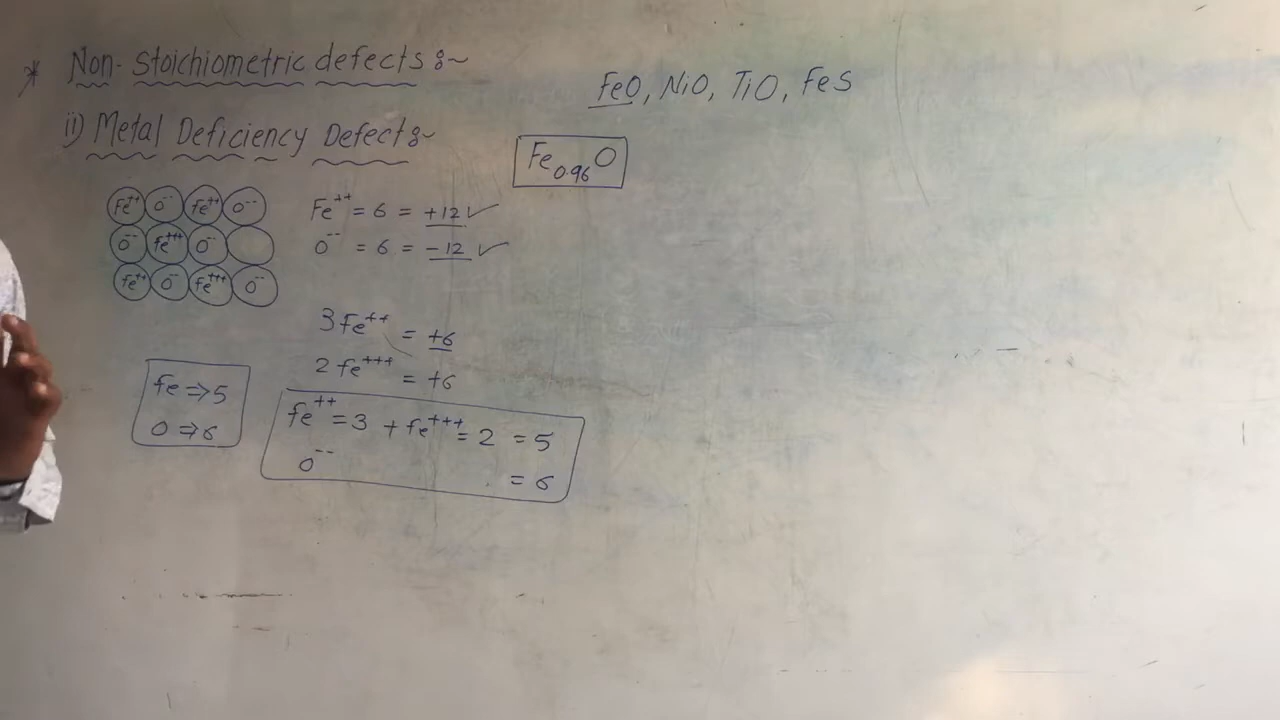 * Non-Stoichiometric defects :~
FeO, NiO, TiO, FeS
ii) Metal Deficiency Defect :~
Fe₀.₉₆O
Fe⁺⁺ O⁻⁻ Fe⁺⁺ O⁻⁻
O⁻⁻ Fe⁺⁺⁺ O⁻
Fe⁺⁺ O⁻ Fe⁺⁺⁺ O⁻
Fe⁺⁺ = 6 = +12 ✓
O⁻⁻ = 6 = -12 ✓
3Fe⁺⁺ = +6
2fe⁺⁺⁺ = +6
fe ⇒ 5
O ⇒ 6
fe⁺⁺ = 3 + fe⁺⁺⁺ = 2 = 5
O⁻⁻ = 6